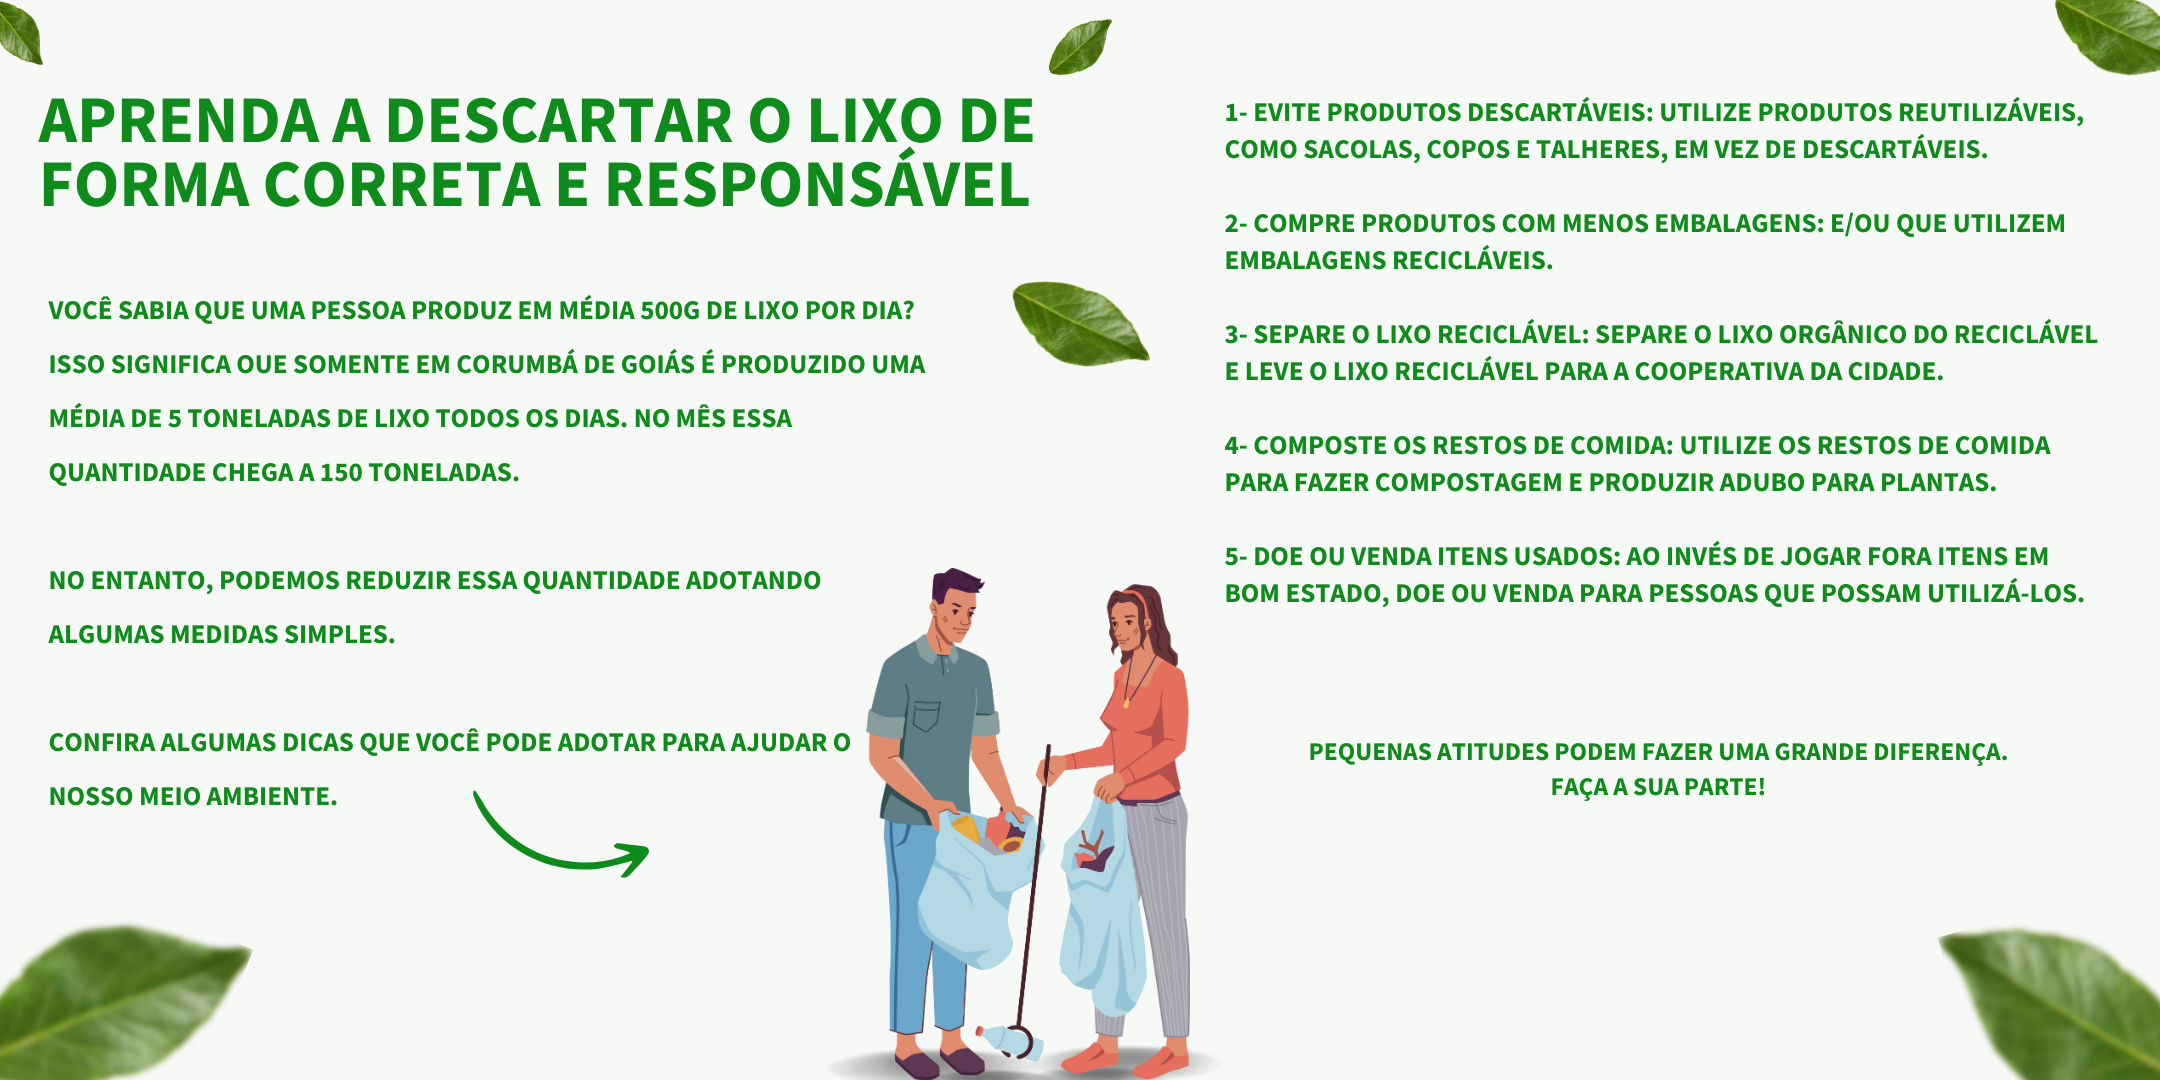 APRENDA A DESCARTAR O LIXO DE
FORMA CORRETA E RESPONSÁVEL
VOCÊ SABIA QUE UMA PESSOA PRODUZ EM MÉDIA 500G DE LIXO POR DIA?
ISSO SIGNIFICA OUE SOMENTE EM CORUMBÁ DE GOIÁS É PRODUZIDO UMA
MÉDIA DE 5 TONELADAS DE LIXO TODOS OS DIAS. NO MÊS ESSA
QUANTIDADE CHEGA A 150 TONELADAS.
NO ENTANTO, PODEMOS REDUZIR ESSA QUANTIDADE ADOTANDO
ALGUMAS MEDIDAS SIMPLES.
CONFIRA ALGUMAS DICAS QUE VOCÊ PODE ADOTAR PARA AJUDAR O
NOSSO MEIO AMBIENTE.
1- EVITE PRODUTOS DESCARTÁVEIS: UTILIZE PRODUTOS REUTILIZÁVEIS,
COMO SACOLAS, COPOS E TALHERES, EM VEZ DE DESCARTÁVEIS.
2- COMPRE PRODUTOS COM MENOS EMBALAGENS: E/OU QUE UTILIZEM
EMBALAGENS RECICLÁVEIS.
3- SEPARE O LIXO RECICLÁVEL: SEPARE O LIXO ORGÂNICO DO RECICLÁVEL
E LEVE O LIXO RECICLÁVEL PARA A COOPERATIVA DA CIDADE.
4- COMPOSTE OS RESTOS DE COMIDA: UTILIZE OS RESTOS DE COMIDA
PARA FAZER COMPOSTAGEM E PRODUZIR ADUBO PARA PLANTAS.
5- DOE OU VENDA ITENS USADOS: AO INVÉS DE JOGAR FORA ITENS EM
BOM ESTADO, DOE OU VENDA PARA PESSOAS QUE POSSAM UTILIZÁ-LOS.
PEQUENAS ATITUDES PODEM FAZER UMA GRANDE DIFERENÇA.
FAÇA A SUA PARTE!